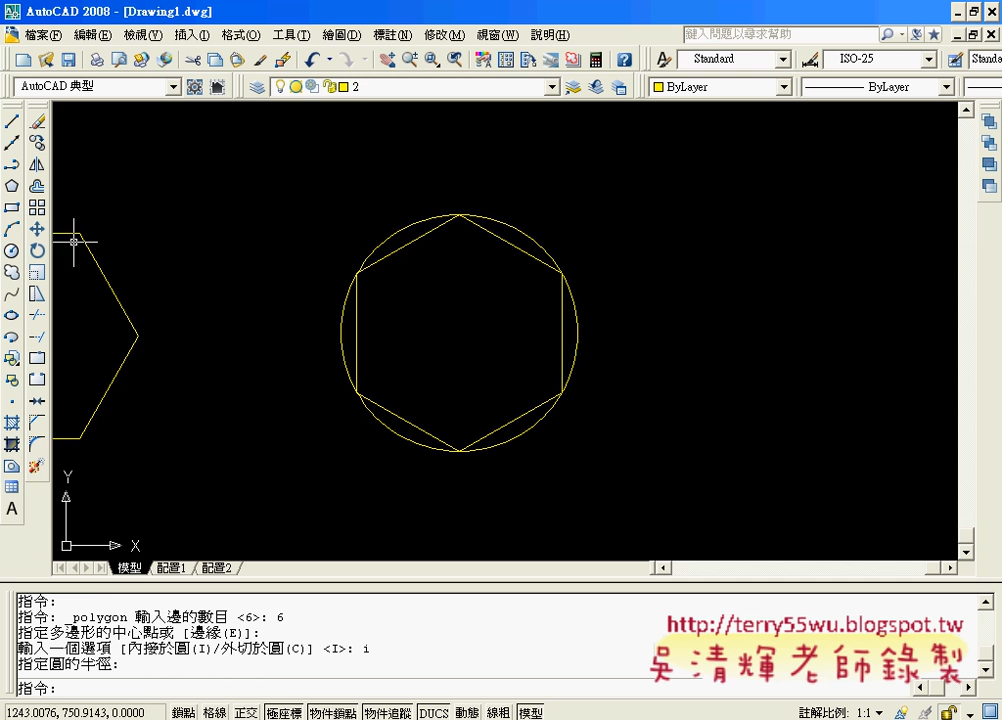 AutoCAD 2008 - [Drawing1.dwg]
檔案(F) 編輯(E) 檢視(V) 插入(I) 格式(O) 工具(T) 繪圖(D) 標註(N) 修改(M) 視窗(W) 說明(H) 鍵入問題以尋求幫助
Standard ISO-25 Standa
AutoCAD 典型 2 ByLayer ByLayer
Y
X
模型 配置1 配置2
指令:
指令: _polygon 輸入邊的數目 <6>: 6
指定多邊形的中心點或 [邊緣(E)]:
輸入一個選項 [內接於圓(I)/外切於圓(C)] <I>: i
指定圓的半徑:
指令:
http://terry55wu.blogspot.tw
吳清輝老師錄製
1243.0076, 750.9143, 0.0000 鎖點 格線 正交 極座標 物件鎖點 物件追蹤 DUCS 動態 線粗 模型 註解比例: 1:1